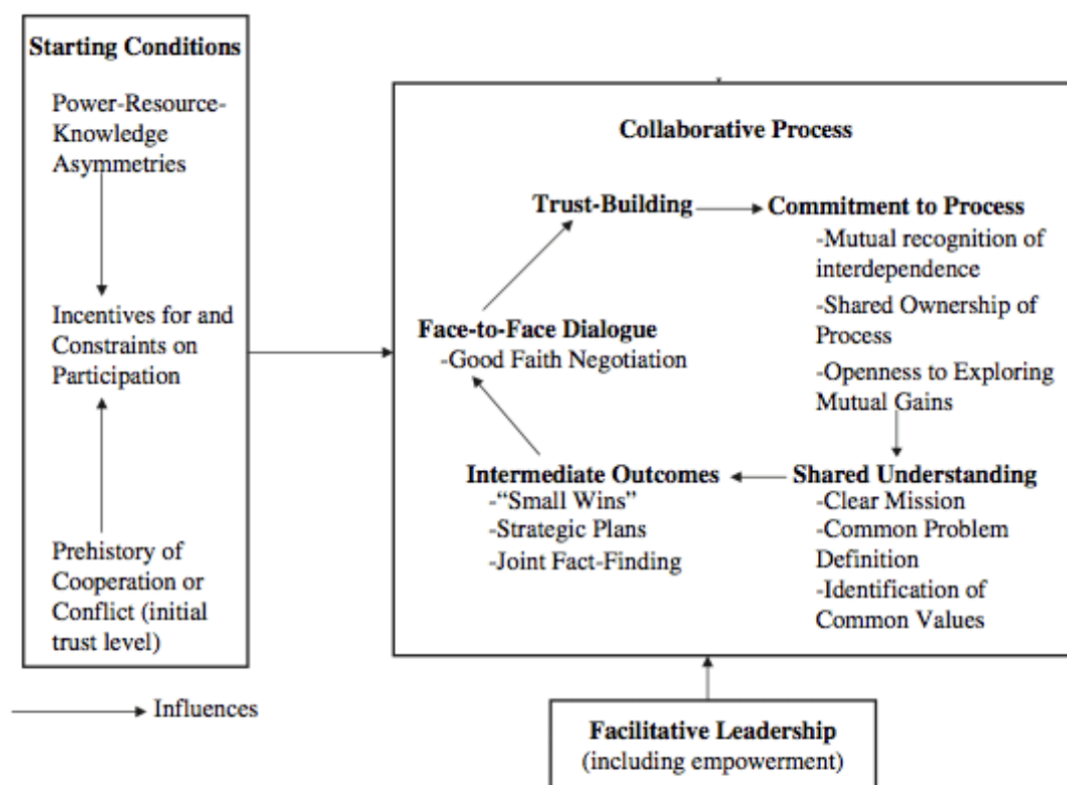 Starting Conditions
Power-Resource-
Knowledge
Asymmetries
Incentives for and
Constraints on
Participation
Prehistory of
Cooperation or
Conflict (initial
trust level)
Influences
Collaborative Process
Trust-Building
Commitment to Process
-Mutual recognition of
interdependence
-Shared Ownership of
Process
-Openness to Exploring
Mutual Gains
Face-to-Face Dialogue
-Good Faith Negotiation
Intermediate Outcomes
-“Small Wins”
-Strategic Plans
-Joint Fact-Finding
Shared Understanding
-Clear Mission
-Common Problem
Definition
-Identification of
Common Values
Facilitative Leadership
(including empowerment)